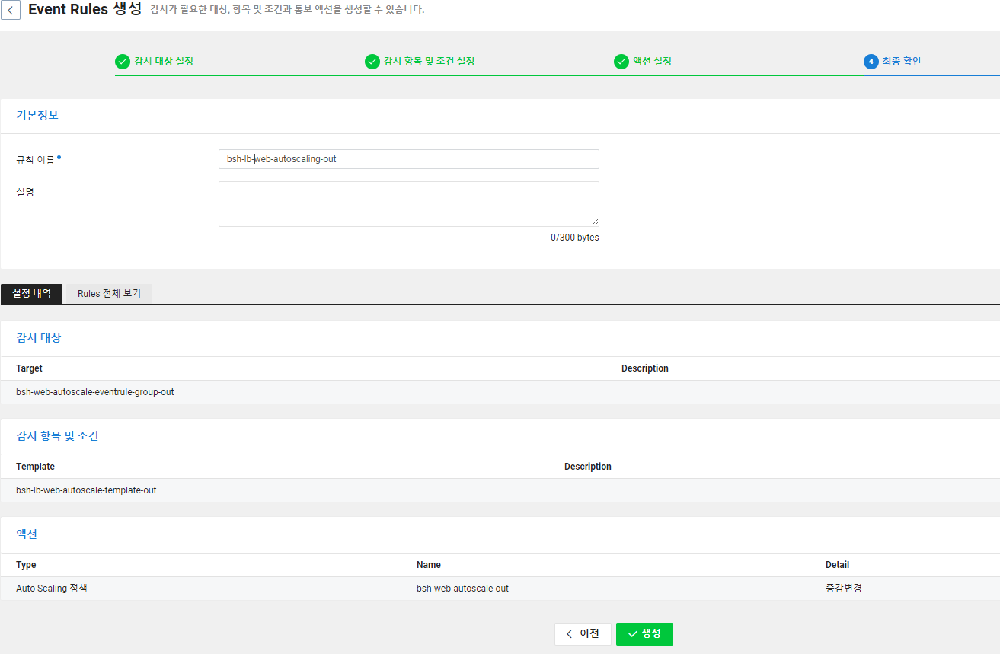 Event Rules 생성 감시가 필요한 대상, 항목 및 조건과 통보 액션을 생성할 수 있습니다.
감시 대상 설정 감시 항목 및 조건 설정 액션 설정 4 최종 확인
기본정보
규칙 이름 bsh-lb-web-autoscaling-out
설명
0/300 bytes
설정 내역 Rules 전체 보기
감시 대상
Target Description
bsh-web-autoscale-eventrule-group-out
감시 항목 및 조건
Template Description
bsh-lb-web-autoscale-template-out
액션
Type Name Detail
Auto Scaling 정책 bsh-web-autoscale-out 증감변경
이전 생성